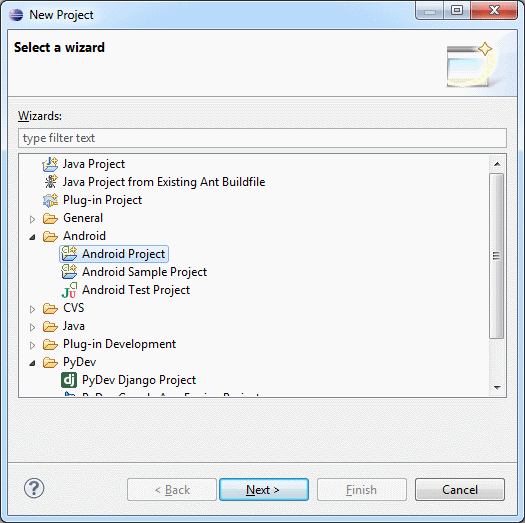 New Project
Select a wizard
Wizards:
type filter text
Java Project
Java Project from Existing Ant Buildfile
Plug-in Project
General
Android
Android Project
Android Sample Project
Android Test Project
CVS
Java
Plug-in Development
PyDev
PyDev Django Project
< Back
Next >
Finish
Cancel